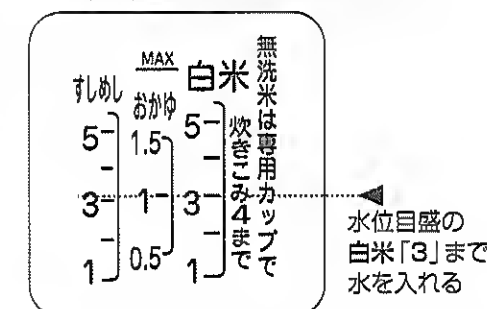 無洗米は専用カップで
炊きこみ4まで
白米
5
3
1
MAX
おかゆ
1.5
1
0.5
すしめし
5
3
1
水位目盛の
白米「3」まで
水を入れる